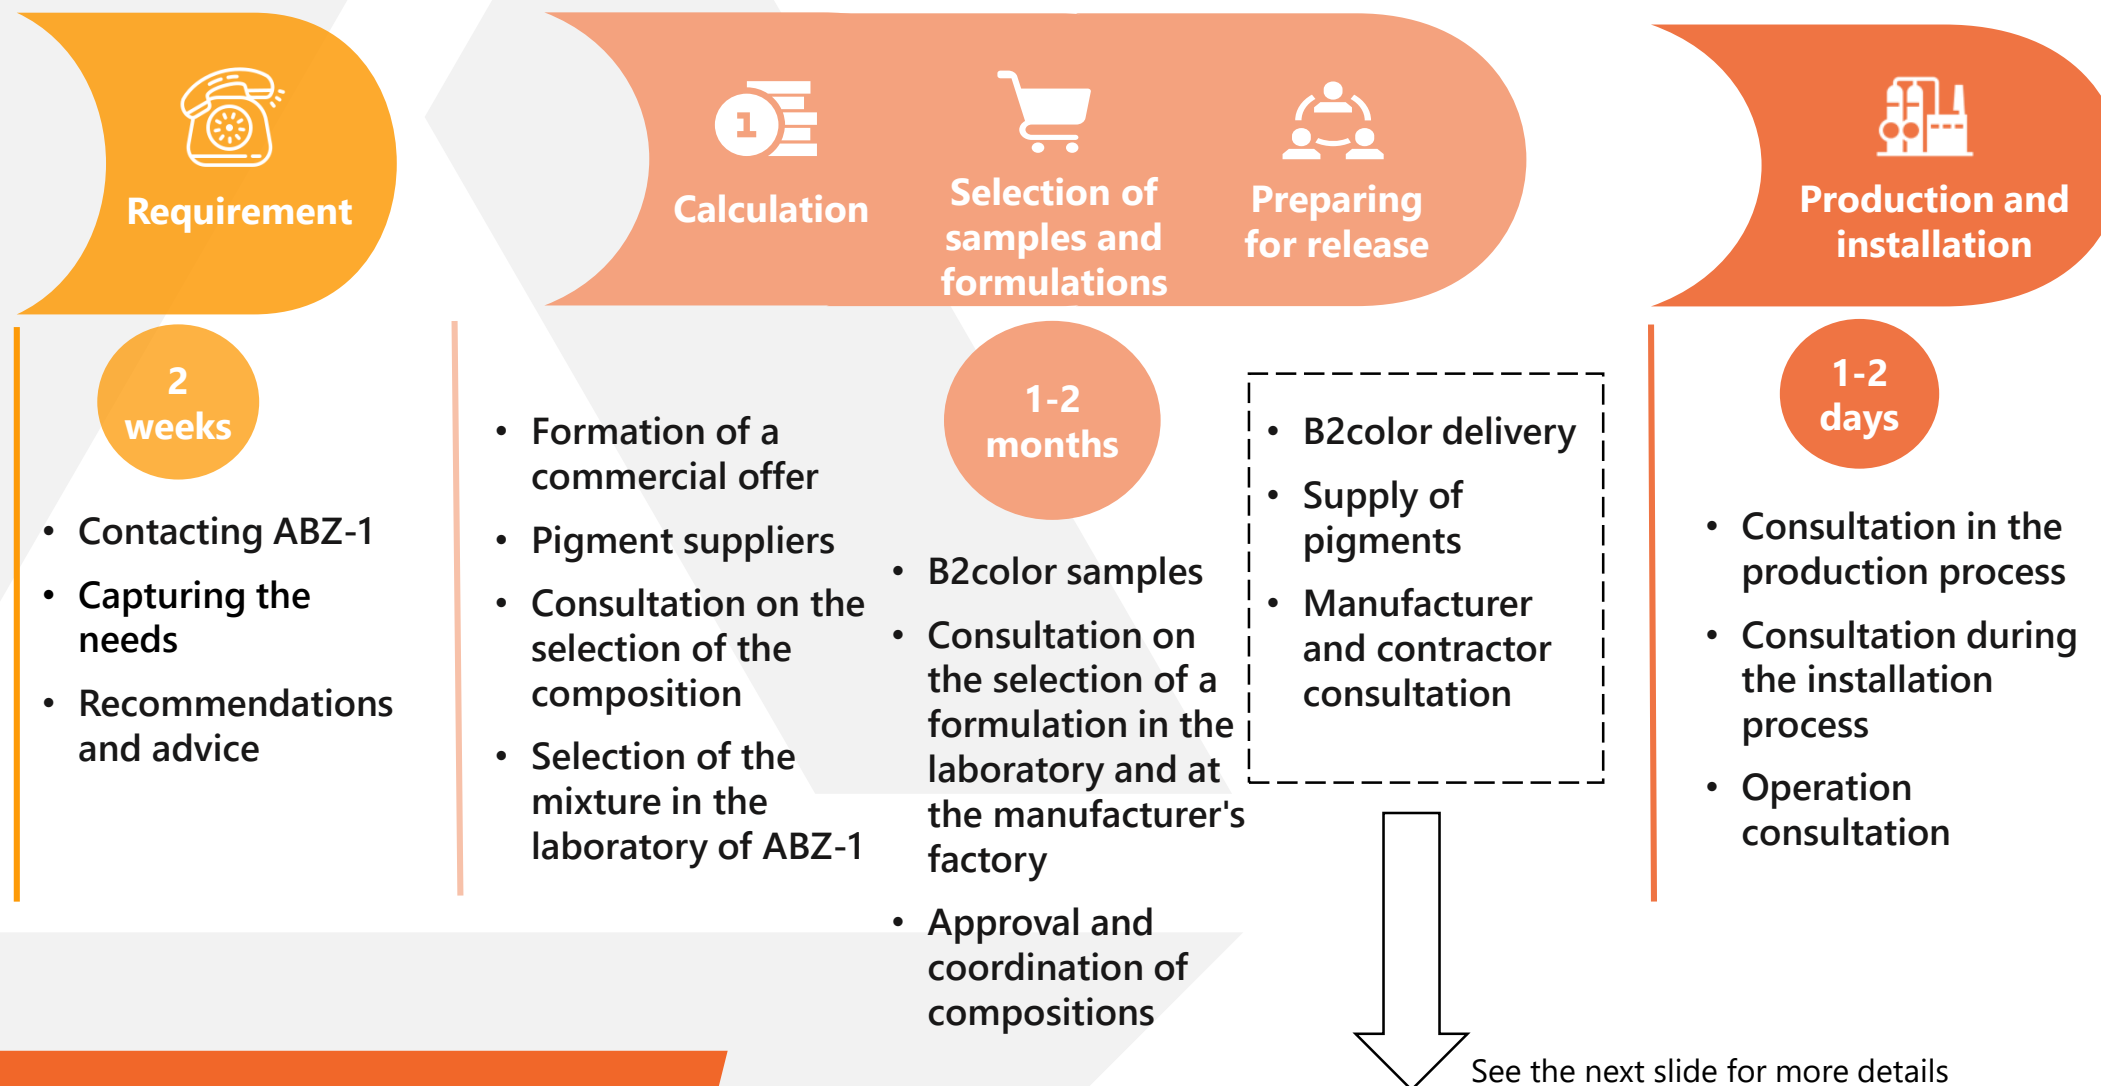 Requirement
Calculation
1
Selection of
samples and
formulations
Preparing
for release
Production and
installation
2
weeks
• Contacting ABZ-1
• Capturing the
needs
• Recommendations
and advice
• Formation of a
commercial offer
• Pigment suppliers
• Consultation on the
selection of the
composition
• Selection of the
mixture in the
laboratory of ABZ-1
1-2
months
• B2color samples
• Consultation on
the selection of a
formulation in the
laboratory and at
the manufacturer's
factory
• Approval and
coordination of
compositions
• B2color delivery
• Supply of
pigments
• Manufacturer
and contractor
consultation
1-2
days
• Consultation in the
production process
• Consultation during
the installation
process
• Operation
consultation
See the next slide for more details